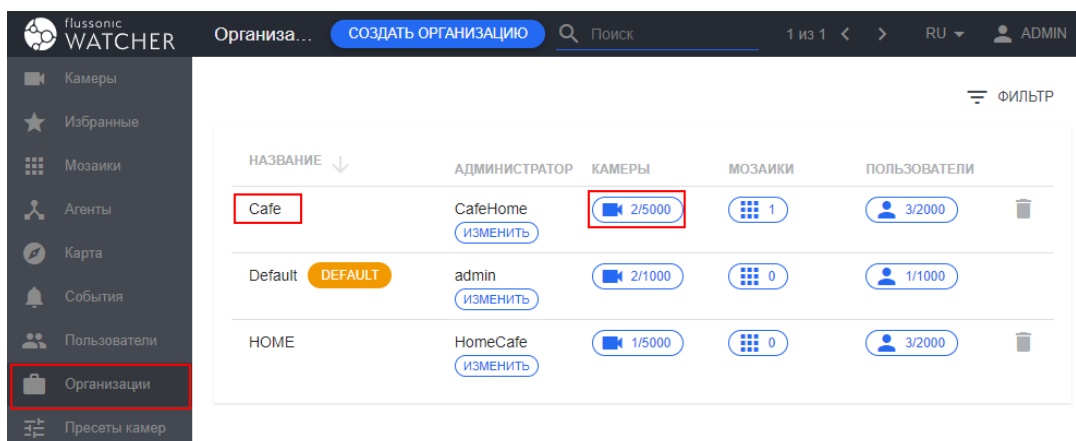 flussonic
WATCHER
Организа... СОЗДАТЬ ОРГАНИЗАЦИЮ Поиск 1 из 1 RU ADMIN
Камеры
Избранные
Мозаики
Агенты
Карта
События
Пользователи
Организации
Пресеты камер
ФИЛЬТР
НАЗВАНИЕ АДМИНИСТРАТОР КАМЕРЫ МОЗАИКИ ПОЛЬЗОВАТЕЛИ
Cafe CafeHome 2/5000 1 3/2000
ИЗМЕНИТЬ
Default DEFAULT admin 2/1000 0 1/1000
ИЗМЕНИТЬ
HOME HomeCafe 1/5000 0 3/2000
ИЗМЕНИТЬ